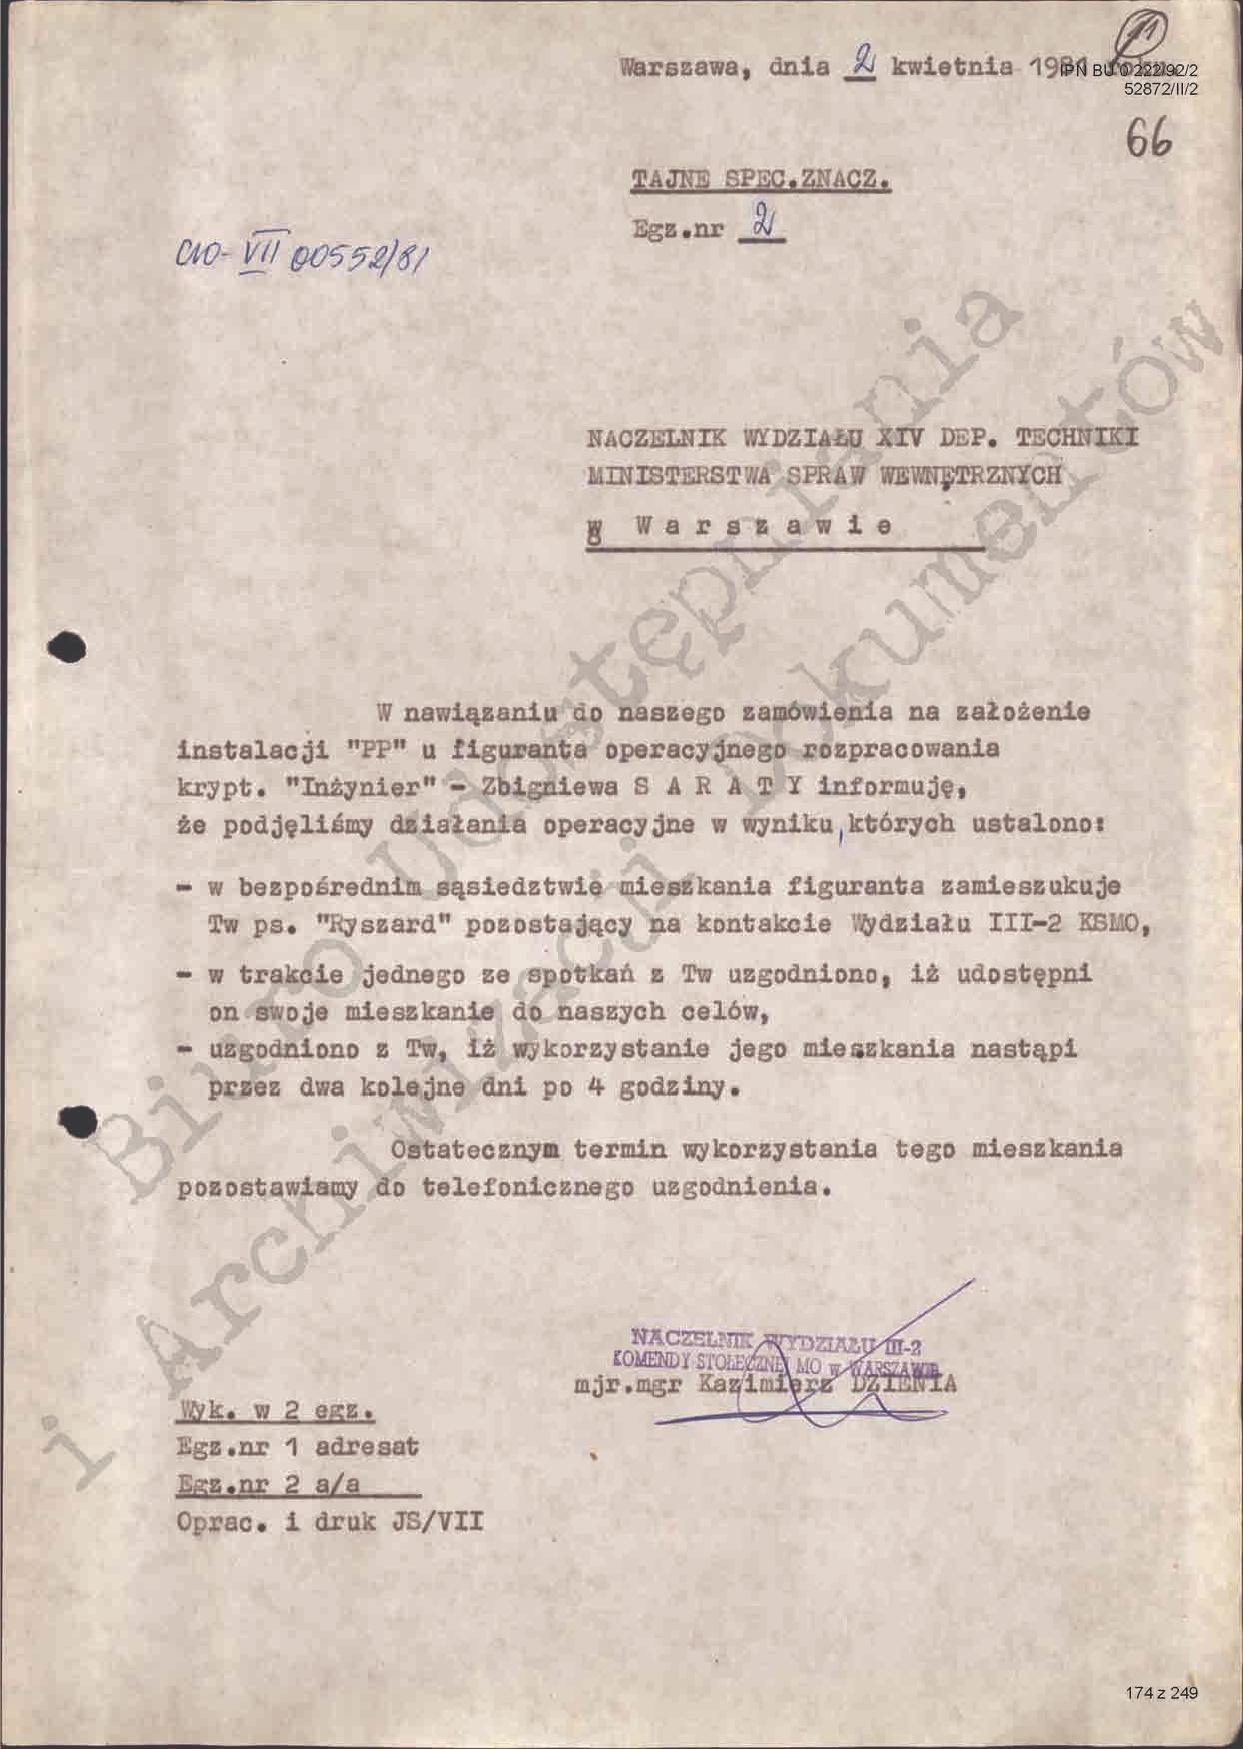 Warszawa, dnia 2 kwietnia 1981 roku
IPN BU 0 222/92/2
52872/II/2
66
TAJNE SPEC.ZNACZ.
Egz.nr 2
VII 00552/81
NACZELNIK WYDZIAŁU XIV DEP. TECHNIKI
MINISTERSTWA SPRAW WEWNĘTRZNYCH
W a r s z a w i e
W nawiązaniu do naszego zamówienia na założenie
instalacji "PP" u figuranta operacyjnego rozpracowania
krypt. "Inżynier" - Zbigniewa S A R A T Y informuję,
że podjęliśmy działania operacyjne w wyniku, których ustalono:
- w bezpośrednim sąsiedztwie mieszkania figuranta zamieszukuje
Tw ps. "Ryszard" pozostający na kontakcie Wydziału III-2 KSMO,
- w trakcie jednego ze spotkań z Tw uzgodniono, iż udostępni
on swoje mieszkanie do naszych celów,
- uzgodniono z Tw, iż wykorzystanie jego mieszkania nastąpi
przez dwa kolejne dni po 4 godziny.
Ostatecznym termin wykorzystania tego mieszkania
pozostawiamy do telefonicznego uzgodnienia.
NACZELNIK WYDZIAŁU III-2
KOMENDY STOŁECZNEJ MO w WARSZAWIE
mjr.mgr Kazimierz DZIENIA
Wyk. w 2 egz.
Egz.nr 1 adresat
Egz.nr 2 a/a
Oprac. i druk JS/VII
Biuro Udostępniania
i Archiwizacji Dokumentów
174 z 249